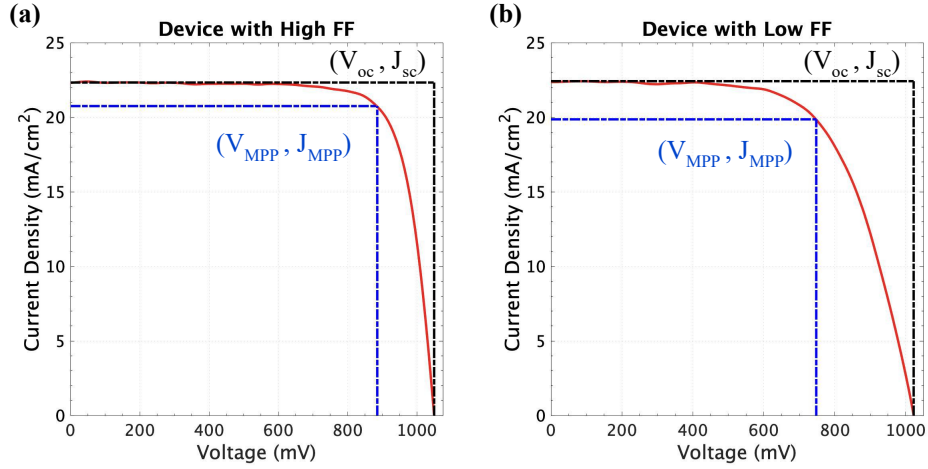 (a)
Device with High FF
25
20
15
10
5
0
Current Density (mA/cm²)
(V_oc , J_sc)
(V_MPP , J_MPP)
0 200 400 600 800 1000
Voltage (mV)
(b)
Device with Low FF
25
20
15
10
5
0
Current Density (mA/cm²)
(V_oc , J_sc)
(V_MPP , J_MPP)
0 200 400 600 800 1000
Voltage (mV)